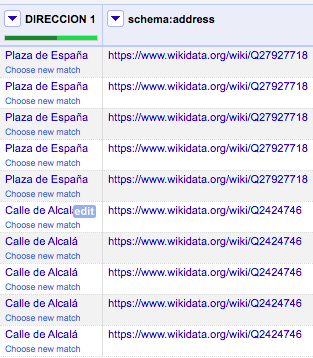 DIRECCION 1 schema:address
Plaza de España https://www.wikidata.org/wiki/Q27927718
Choose new match
Plaza de España https://www.wikidata.org/wiki/Q27927718
Choose new match
Plaza de España https://www.wikidata.org/wiki/Q27927718
Choose new match
Plaza de España https://www.wikidata.org/wiki/Q27927718
Choose new match
Plaza de España https://www.wikidata.org/wiki/Q27927718
Choose new match
Calle de Alcalá edit https://www.wikidata.org/wiki/Q2424746
Choose new match
Calle de Alcalá https://www.wikidata.org/wiki/Q2424746
Choose new match
Calle de Alcalá https://www.wikidata.org/wiki/Q2424746
Choose new match
Calle de Alcalá https://www.wikidata.org/wiki/Q2424746
Choose new match
Calle de Alcalá https://www.wikidata.org/wiki/Q2424746
Choose new match